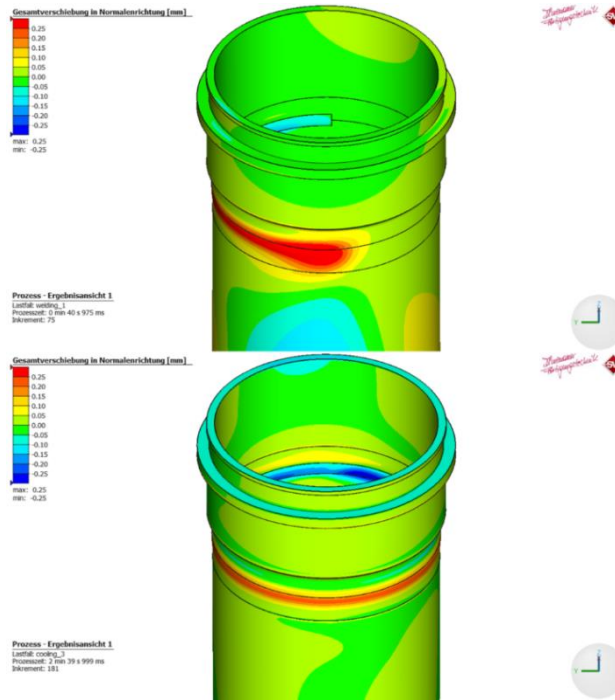 Gesamtverschiebung in Normalenrichtung [mm]
0.25
0.20
0.15
0.10
0.05
0.00
-0.05
-0.10
-0.15
-0.20
-0.25
max: 0.25
min: -0.25
Prozess - Ergebnisansicht 1
Lastfall: welding_1
Prozesszeit: 0 min 40 s 975 ms
Inkrement: 75
Gesamtverschiebung in Normalenrichtung [mm]
0.25
0.20
0.15
0.10
0.05
0.00
-0.05
-0.10
-0.15
-0.20
-0.25
max: 0.25
min: -0.25
Prozess - Ergebnisansicht 1
Lastfall: cooling_3
Prozesszeit: 2 min 39 s 999 ms
Inkrement: 181